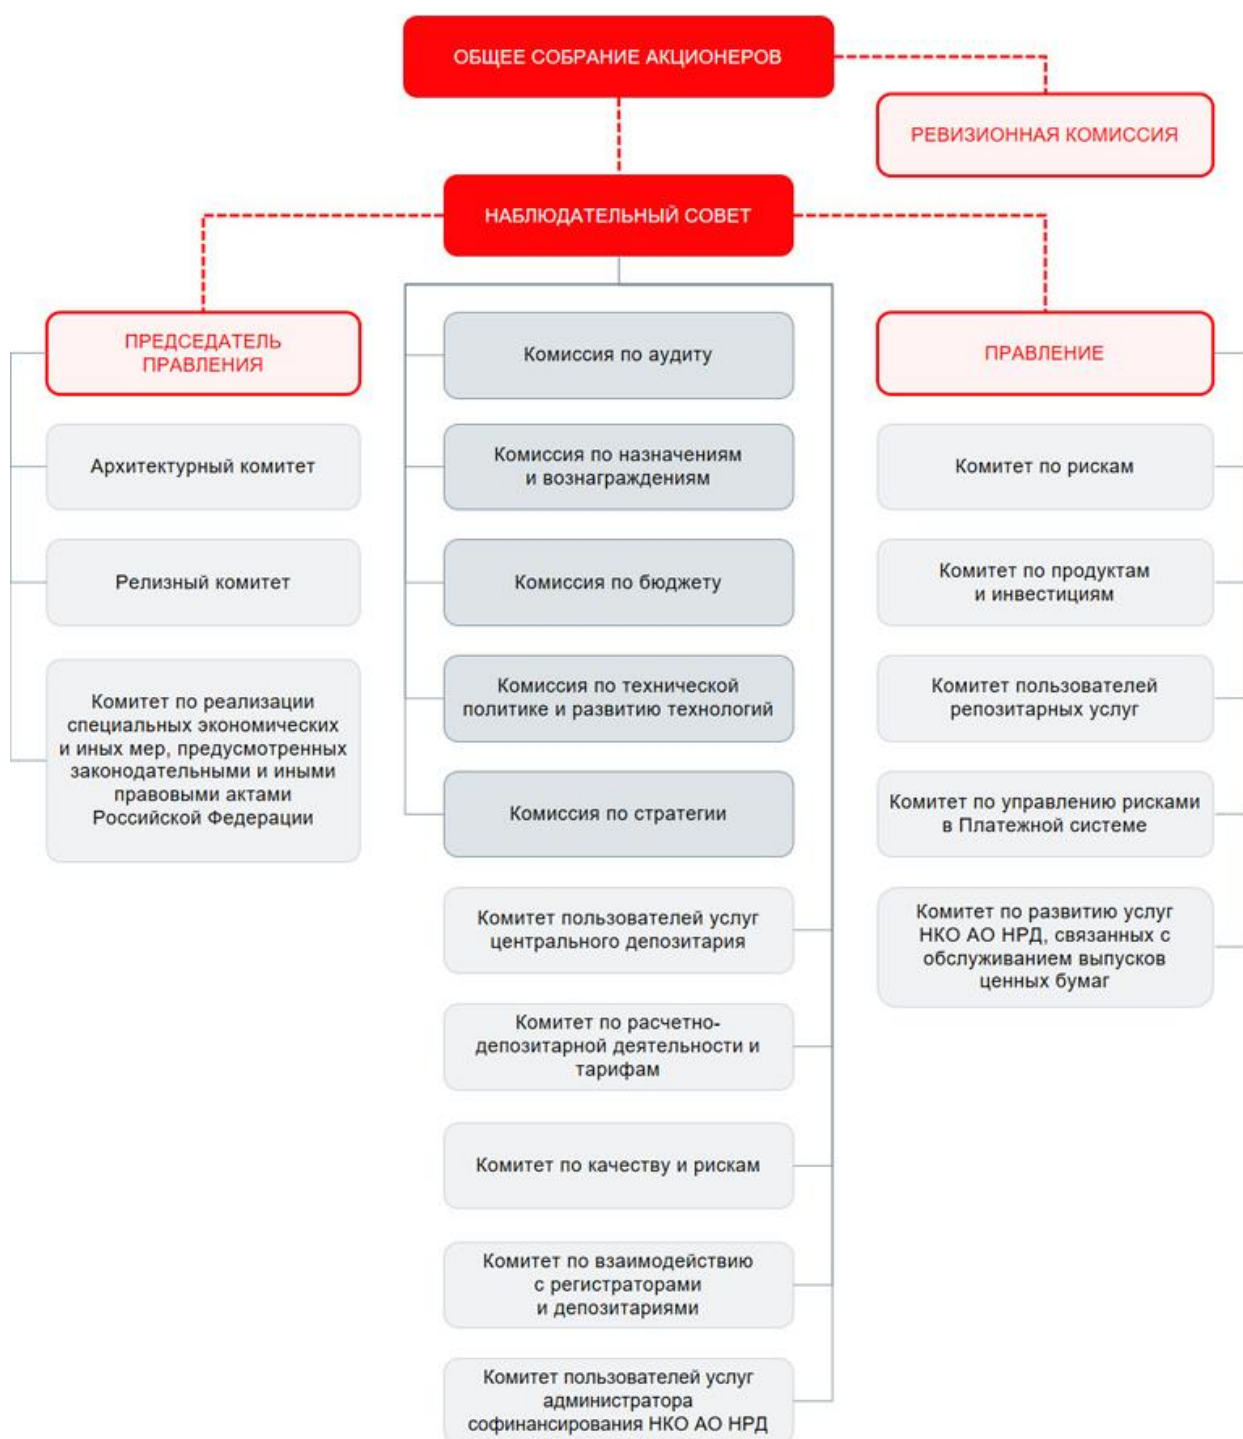 ОБЩЕЕ СОБРАНИЕ АКЦИОНЕРОВ
РЕВИЗИОННАЯ КОМИССИЯ
НАБЛЮДАТЕЛЬНЫЙ СОВЕТ
ПРЕДСЕДАТЕЛЬ
ПРАВЛЕНИЯ
Архитектурный комитет
Релизный комитет
Комитет по реализации
специальных экономических
и иных мер, предусмотренных
законодательными и иными
правовыми актами
Российской Федерации
Комиссия по аудиту
Комиссия по назначениям
и вознаграждениям
Комиссия по бюджету
Комиссия по технической
политике и развитию технологий
Комиссия по стратегии
Комитет пользователей услуг
центрального депозитария
Комитет по расчетно-
депозитарной деятельности и
тарифам
Комитет по качеству и рискам
Комитет по взаимодействию
с регистраторами
и депозитариями
Комитет пользователей услуг
администратора
софинансирования НКО АО НРД
ПРАВЛЕНИЕ
Комитет по рискам
Комитет по продуктам
и инвестициям
Комитет пользователей
репозитарных услуг
Комитет по управлению рисками
в Платежной системе
Комитет по развитию услуг
НКО АО НРД, связанных с
обслуживанием выпусков
ценных бумаг